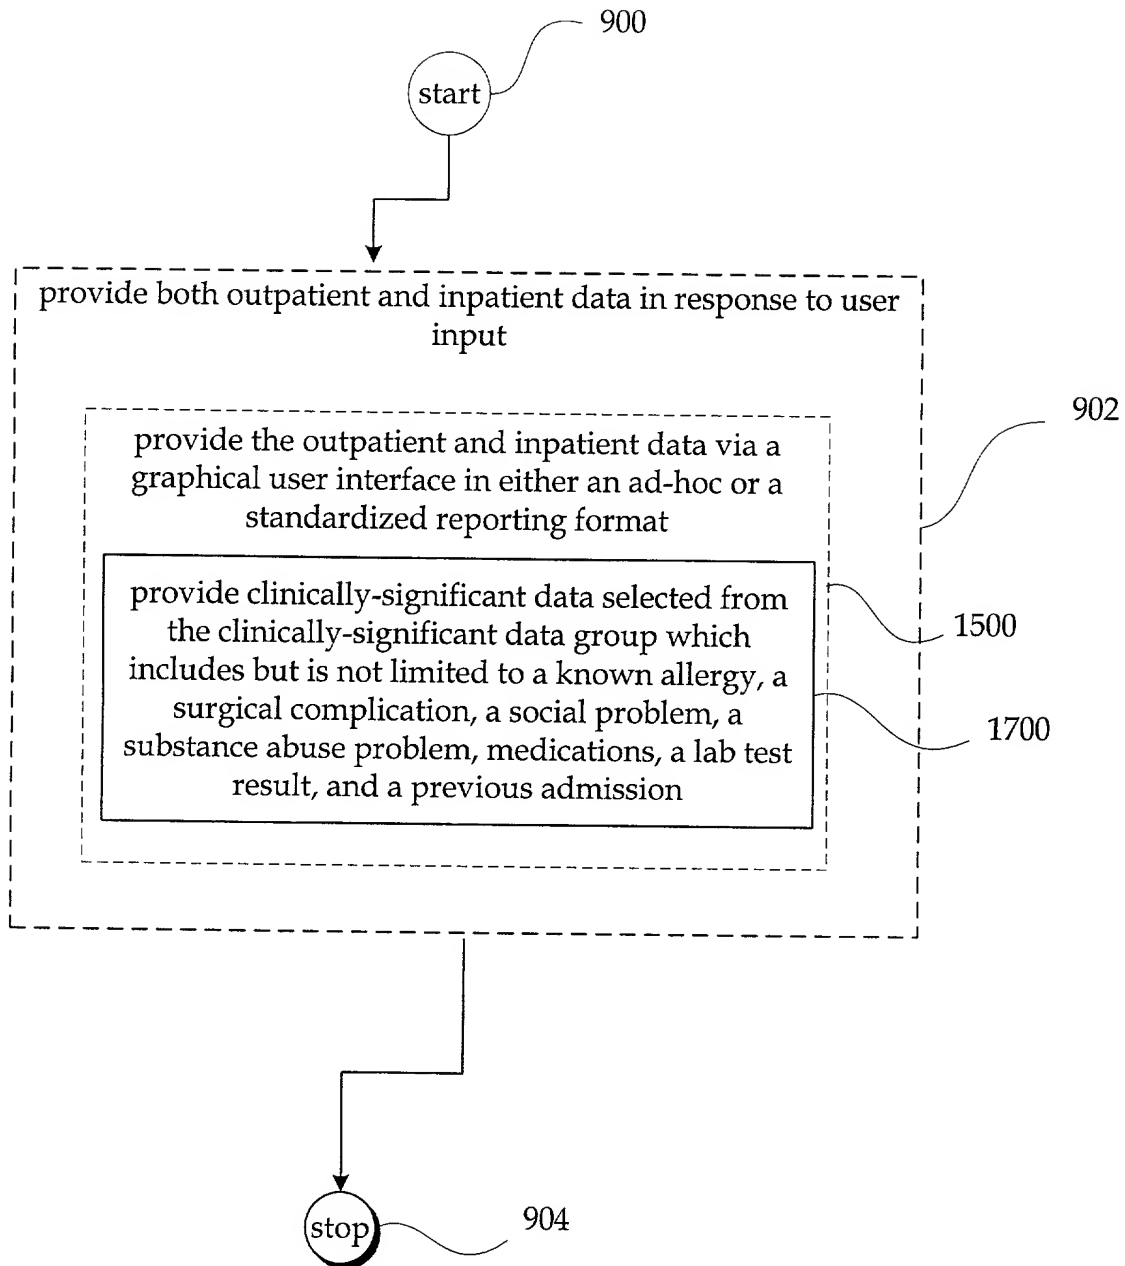 900
start
provide both outpatient and inpatient data in response to user
input
902
provide the outpatient and inpatient data via a
graphical user interface in either an ad-hoc or a
standardized reporting format
provide clinically-significant data selected from
the clinically-significant data group which
includes but is not limited to a known allergy, a
surgical complication, a social problem, a
substance abuse problem, medications, a lab test
result, and a previous admission
1500
1700
stop
904